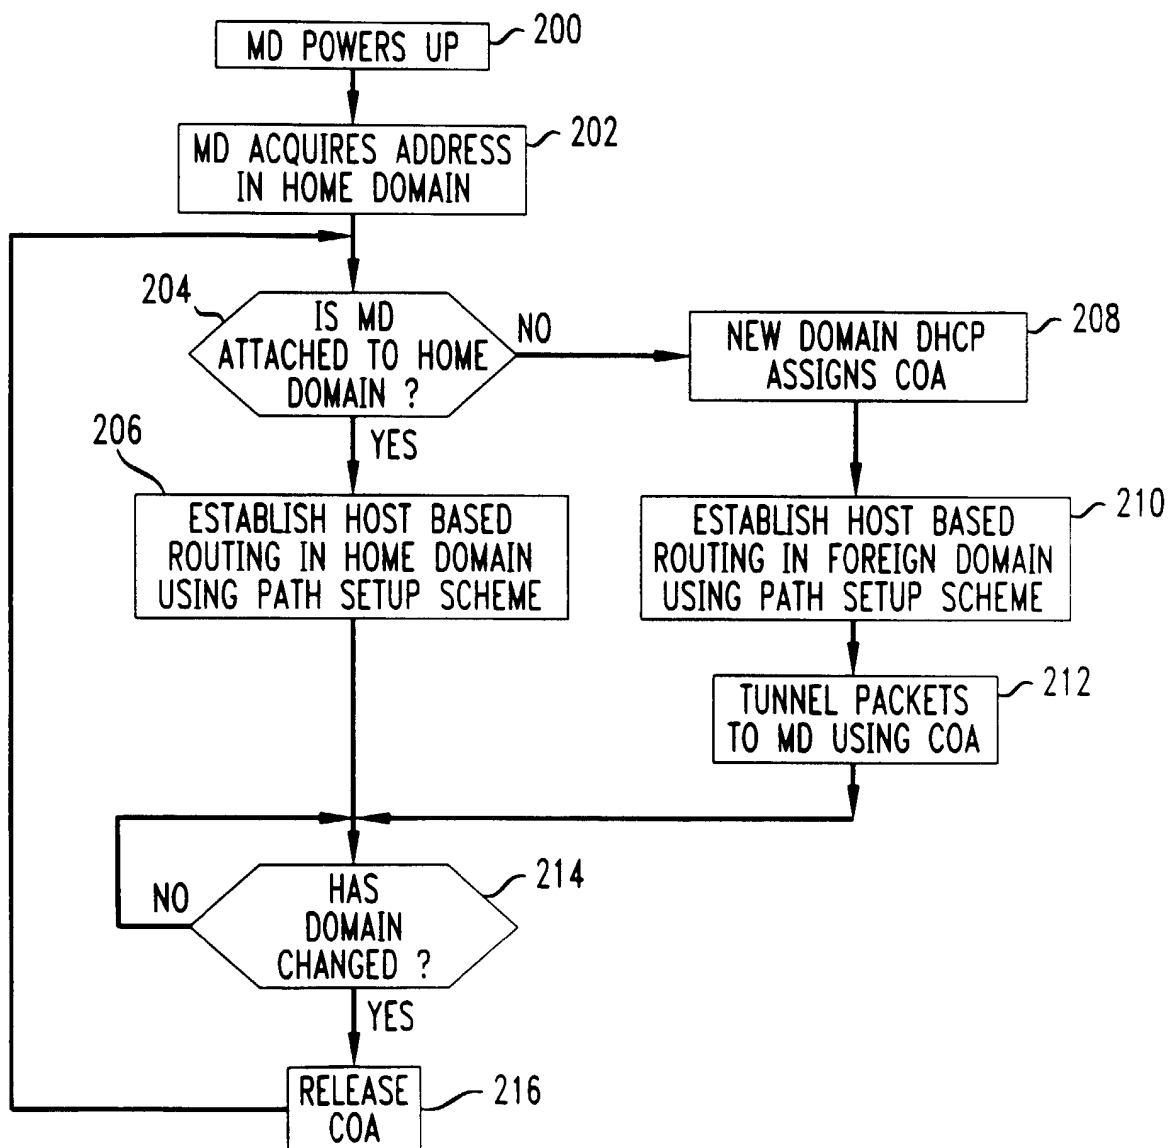 MD POWERS UP
200
MD ACQUIRES ADDRESS
IN HOME DOMAIN
202
204
IS MD
ATTACHED TO HOME
DOMAIN ?
NO
NEW DOMAIN DHCP
ASSIGNS COA
208
YES
206
ESTABLISH HOST BASED
ROUTING IN HOME DOMAIN
USING PATH SETUP SCHEME
ESTABLISH HOST BASED
ROUTING IN FOREIGN DOMAIN
USING PATH SETUP SCHEME
210
TUNNEL PACKETS
TO MD USING COA
212
NO
HAS
DOMAIN
CHANGED ?
214
YES
RELEASE
COA
216